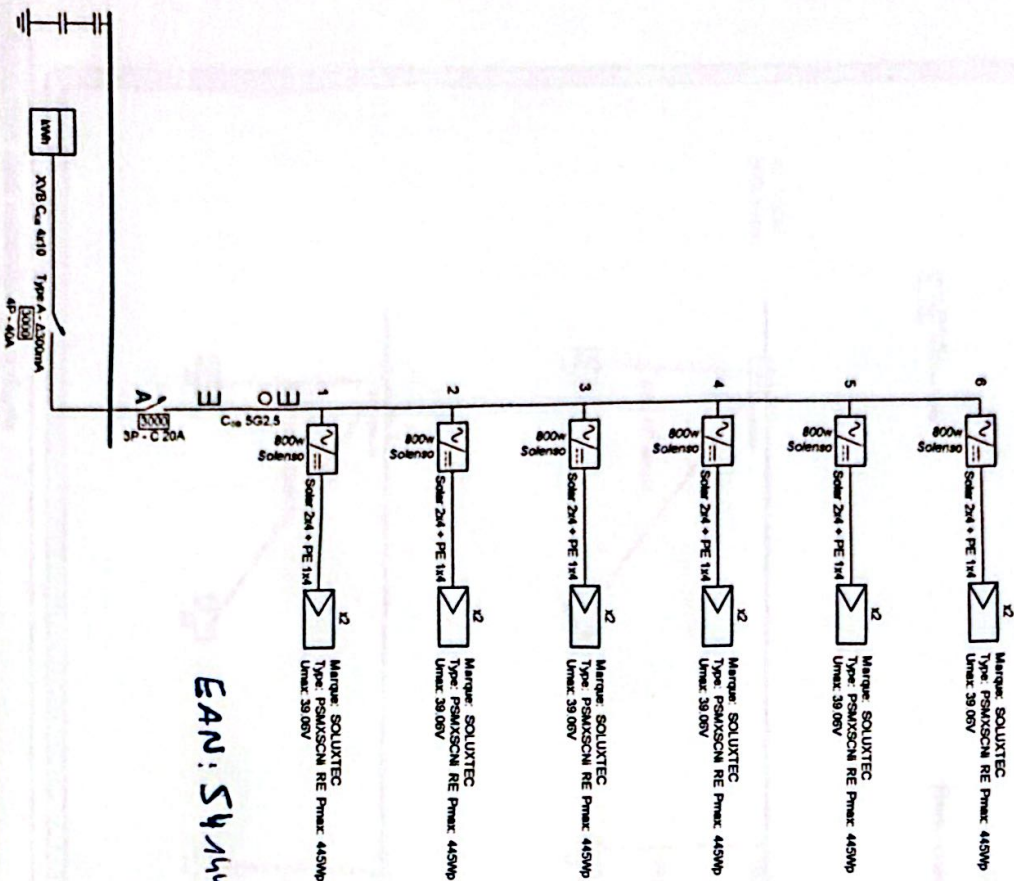 kWh
XVB Cca 4x10
Type A - Δ300mA
3000
4P - 40A
A
3000
3P - C 20A
Cca 5G2,5
1
800w
Solenso
Solar 2x4 + PE 1x4
x2
Marque: SOLUXTEC
Type: PSMXSCNI RE Pmax: 445Wp
Umax: 39.06V
2
800w
Solenso
Solar 2x4 + PE 1x4
x2
Marque: SOLUXTEC
Type: PSMXSCNI RE Pmax: 445Wp
Umax: 39.06V
3
800w
Solenso
Solar 2x4 + PE 1x4
x2
Marque: SOLUXTEC
Type: PSMXSCNI RE Pmax: 445Wp
Umax: 39.06V
4
800w
Solenso
Solar 2x4 + PE 1x4
x2
Marque: SOLUXTEC
Type: PSMXSCNI RE Pmax: 445Wp
Umax: 39.06V
5
800w
Solenso
Solar 2x4 + PE 1x4
x2
Marque: SOLUXTEC
Type: PSMXSCNI RE Pmax: 445Wp
Umax: 39.06V
6
800w
Solenso
Solar 2x4 + PE 1x4
x2
Marque: SOLUXTEC
Type: PSMXSCNI RE Pmax: 445Wp
Umax: 39.06V
EAN: 54144